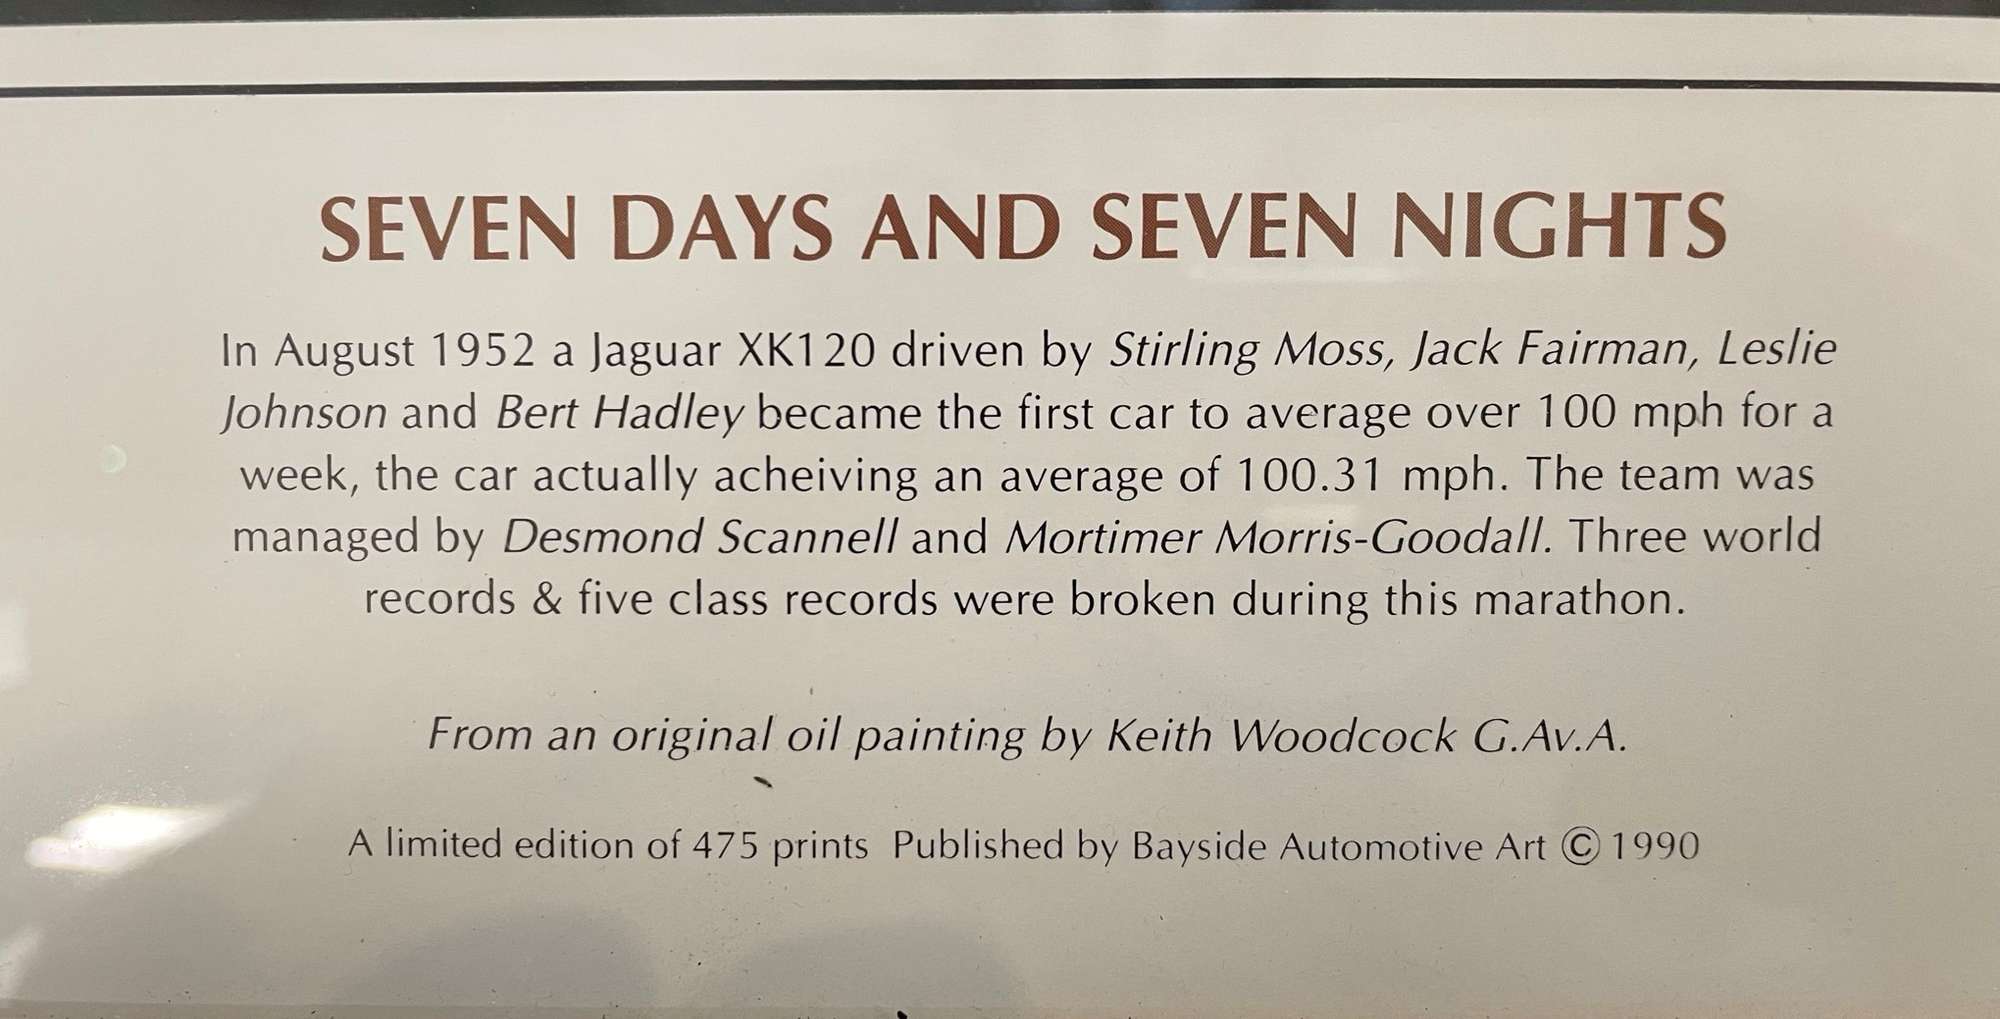 SEVEN DAYS AND SEVEN NIGHTS
In August 1952 a Jaguar XK120 driven by Stirling Moss, Jack Fairman, Leslie
Johnson and Bert Hadley became the first car to average over 100 mph for a
week, the car actually acheiving an average of 100.31 mph. The team was
managed by Desmond Scannell and Mortimer Morris-Goodall. Three world
records & five class records were broken during this marathon.
From an original oil painting by Keith Woodcock G.Av.A.
A limited edition of 475 prints Published by Bayside Automotive Art © 1990